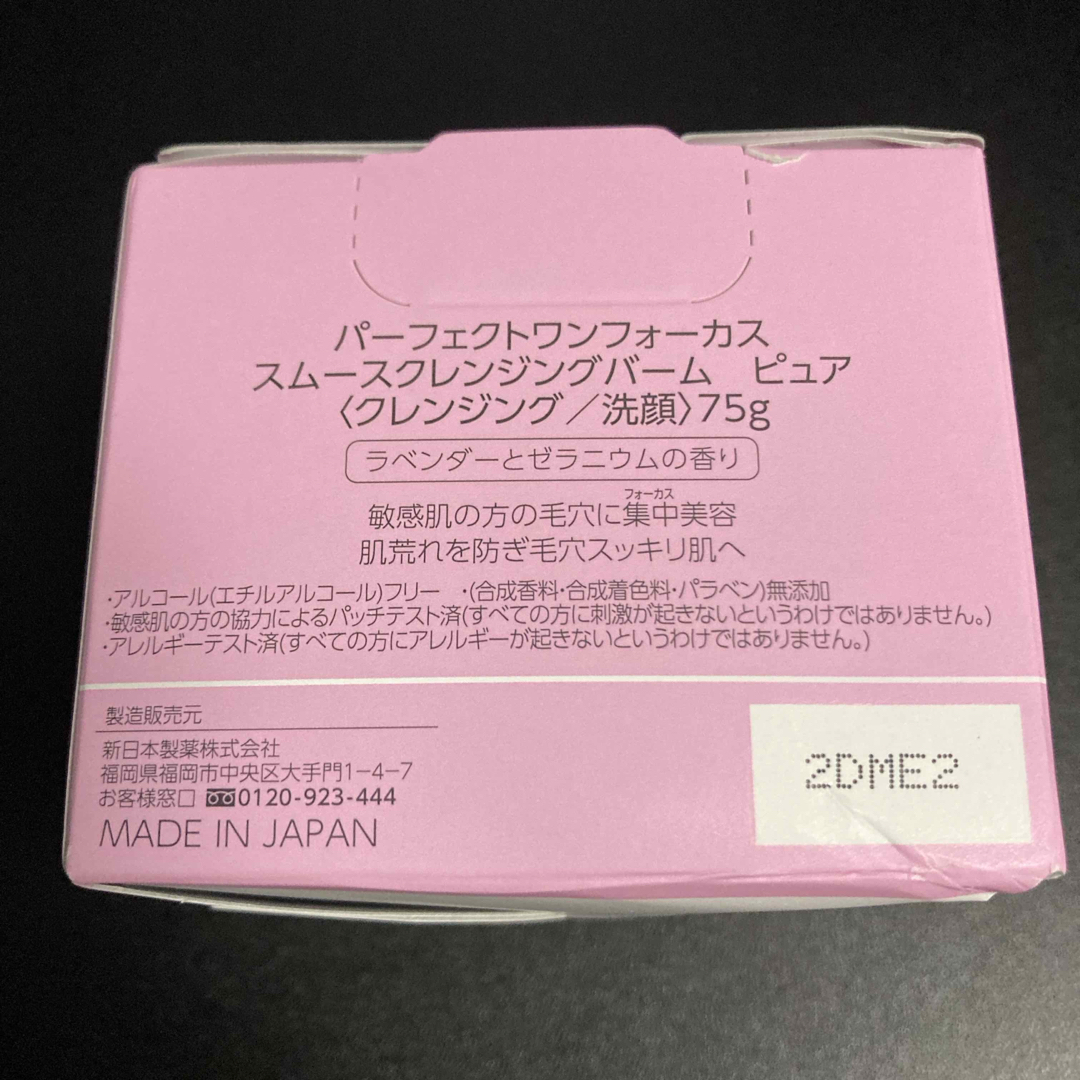 パーフェクトワンフォーカス
スムースクレンジングバーム　ピュア
〈クレンジング／洗顔〉75g
ラベンダーとゼラニウムの香り
フォーカス
敏感肌の方の毛穴に集中美容
肌荒れを防ぎ毛穴スッキリ肌へ
・アルコール(エチルアルコール)フリー　・(合成香料・合成着色料・パラベン)無添加
・敏感肌の方の協力によるパッチテスト済(すべての方に刺激が起きないというわけではありません。)
・アレルギーテスト済(すべての方にアレルギーが起きないというわけではありません。)
製造販売元
新日本製薬株式会社
福岡県福岡市中央区大手門1-4-7
お客様窓口 0120-923-444
MADE IN JAPAN
2DME2